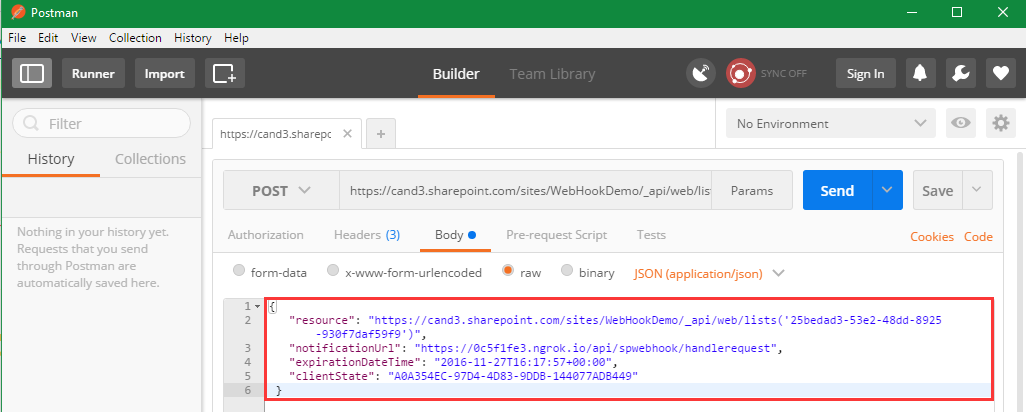 Postman
File Edit View Collection History Help
Runner Import Builder Team Library SYNC OFF Sign In
Filter
https://cand3.sharepc
No Environment
History Collections
POST https://cand3.sharepoint.com/sites/WebHookDemo/_api/web/list Params Send Save
Nothing in your history yet.
Requests that you send
through Postman are
automatically saved here.
Authorization Headers (3) Body Pre-request Script Tests Cookies Code
form-data x-www-form-urlencoded raw binary JSON (application/json)
1 {
2 "resource": "https://cand3.sharepoint.com/sites/WebHookDemo/_api/web/lists('25bedad3-53e2-48dd-8925
-930f7daf59f9')",
3 "notificationUrl": "https://0c5f1fe3.ngrok.io/api/spwebhook/handlerequest",
4 "expirationDateTime": "2016-11-27T16:17:57+00:00",
5 "clientState": "A0A354EC-97D4-4D83-9DDB-144077ADB449"
6 }